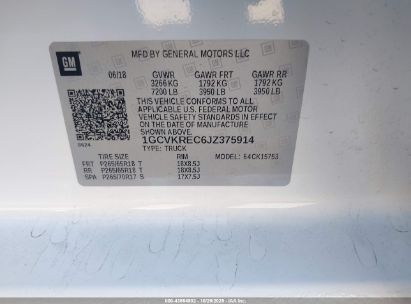 MFD BY GENERAL MOTORS LLC
GM
06/18 GVWR GAWR FRT GAWR RR
3266 KG 1792 KG 1792 KG
7200 LB 3950 LB 3950 LB
THIS VEHICLE CONFORMS TO ALL APPLICABLE
U.S. FEDERAL MOTOR VEHICLE
SAFETY STANDARDS IN EFFECT ON THE
DATE OF MANUFACTURE
1GCVKREC6JZ375914
TYPE: TRUCK
TIRE SIZE RIM MODEL: 64CK15753
FRT P265/65R18 T 18X8.5J
RR P265/65R18 T 18X8.5J
SPA P265/70R17 S 17X7.5J